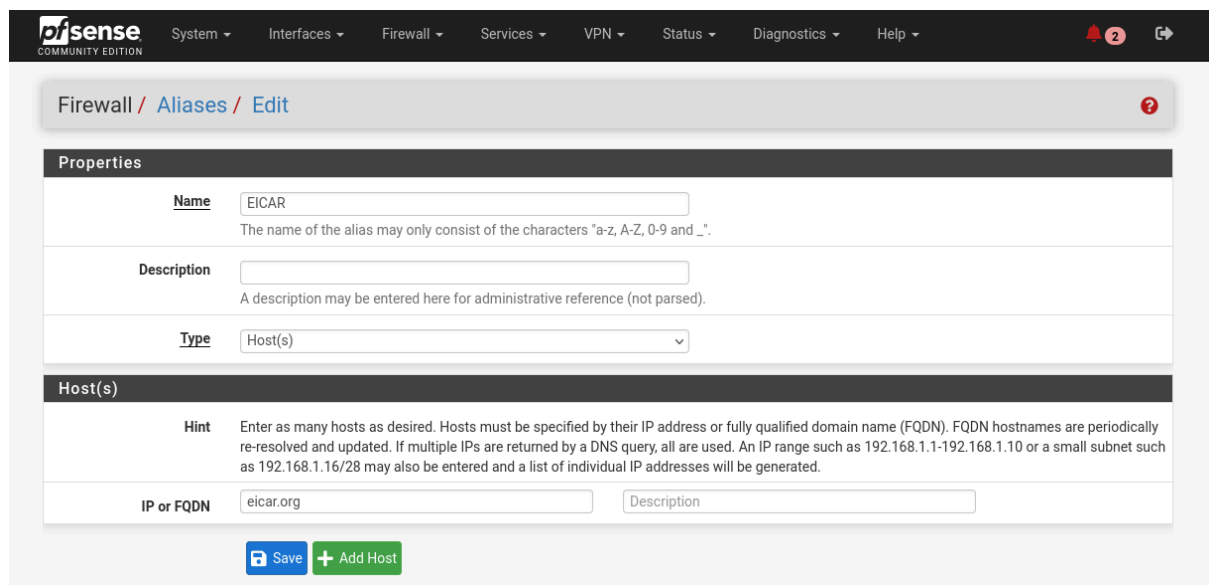 pfsense System Interfaces Firewall Services VPN Status Diagnostics Help 2
COMMUNITY EDITION
Firewall / Aliases / Edit
Properties
Name EICAR
The name of the alias may only consist of the characters "a-z, A-Z, 0-9 and _".
Description
A description may be entered here for administrative reference (not parsed).
Type Host(s)
Host(s)
Hint Enter as many hosts as desired. Hosts must be specified by their IP address or fully qualified domain name (FQDN). FQDN hostnames are periodically
re-resolved and updated. If multiple IPs are returned by a DNS query, all are used. An IP range such as 192.168.1.1-192.168.1.10 or a small subnet such
as 192.168.1.16/28 may also be entered and a list of individual IP addresses will be generated.
IP or FQDN eicar.org Description
Save Add Host